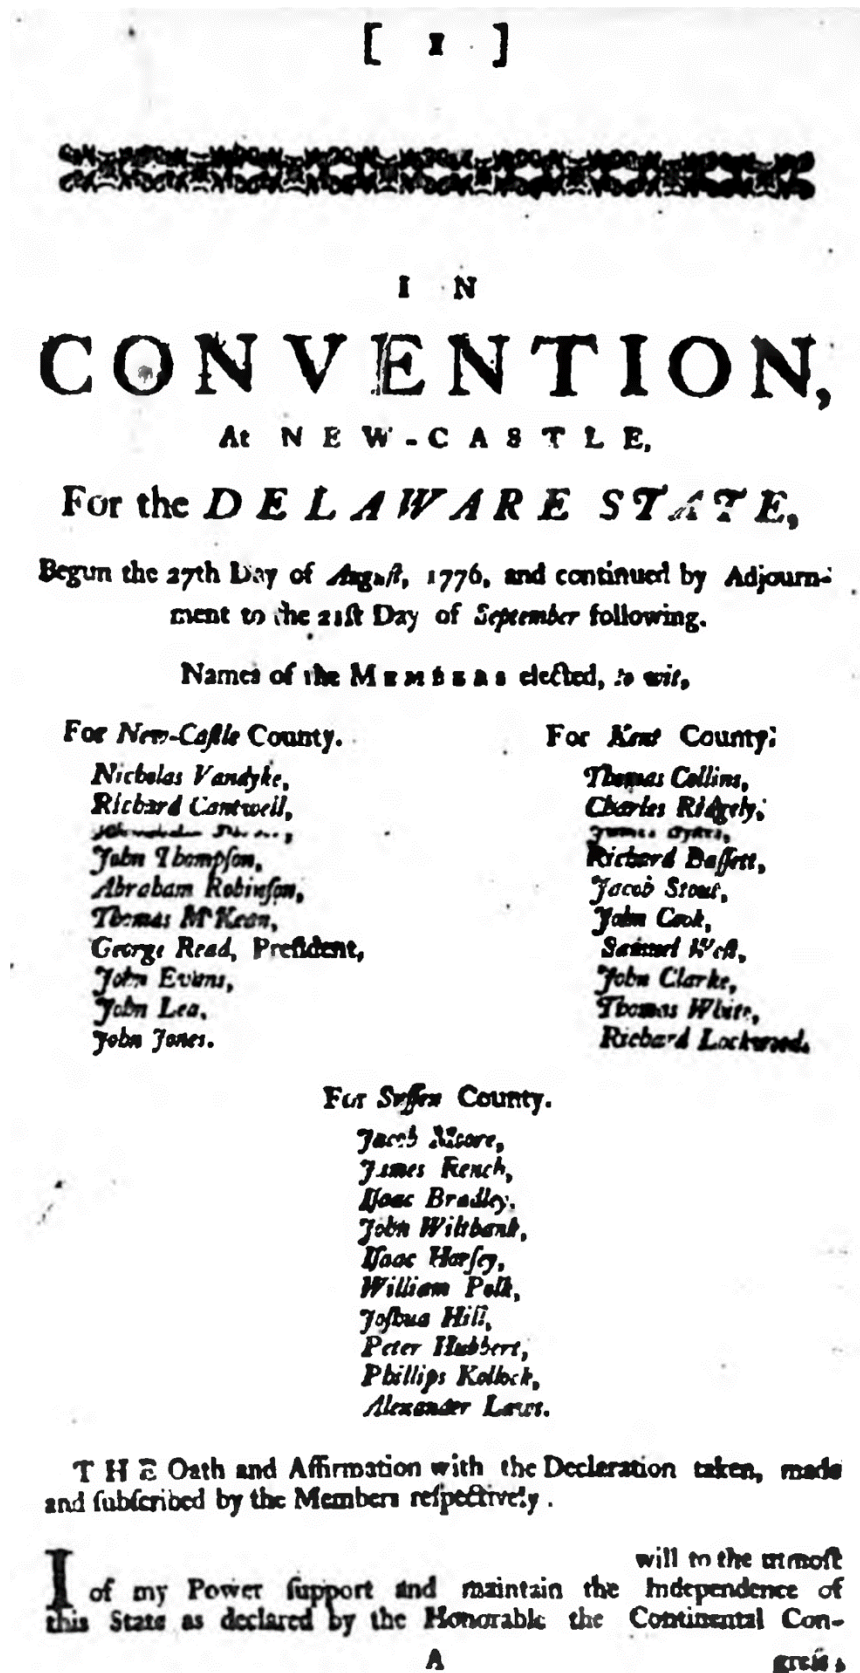 [ 1 ]
IN
CONVENTION,
At NEW-CASTLE,
For the DELAWARE STATE,
Begun the 27th Day of Auguſt, 1776, and continued by Adjourn-
ment to the 21ſt Day of September following.
Names of the MEMBERS elected, to wit,
For New-Caſtle County.
Nicholas Vandyke,
Richard Cantwell,
John Thompſon,
Abraham Robinſon,
Thomas M'Kean,
George Read, Preſident,
John Evans,
John Lea,
John Jones.
For Kent County:
Thomas Collins,
Charles Ridgely,
James Sykes,
Richard Baſſett,
Jacob Stout,
John Cook,
Samuel Weſt,
John Clarke,
Thomas White,
Richard Lockwood.
For Suſſex County.
Jacob Moore,
James Rench,
Iſaac Bradley,
John Wiltbank,
Iſaac Horſey,
William Polk,
Joſhua Hill,
Peter Hubbert,
Phillips Kollock,
Alexander Laws.
THE Oath and Affirmation with the Decleration taken, made
and ſubſcribed by the Members reſpectively.
I will to the utmoſt
of my Power ſupport and maintain the Independence of
this State as declared by the Honorable the Continental Con-
A greſs,